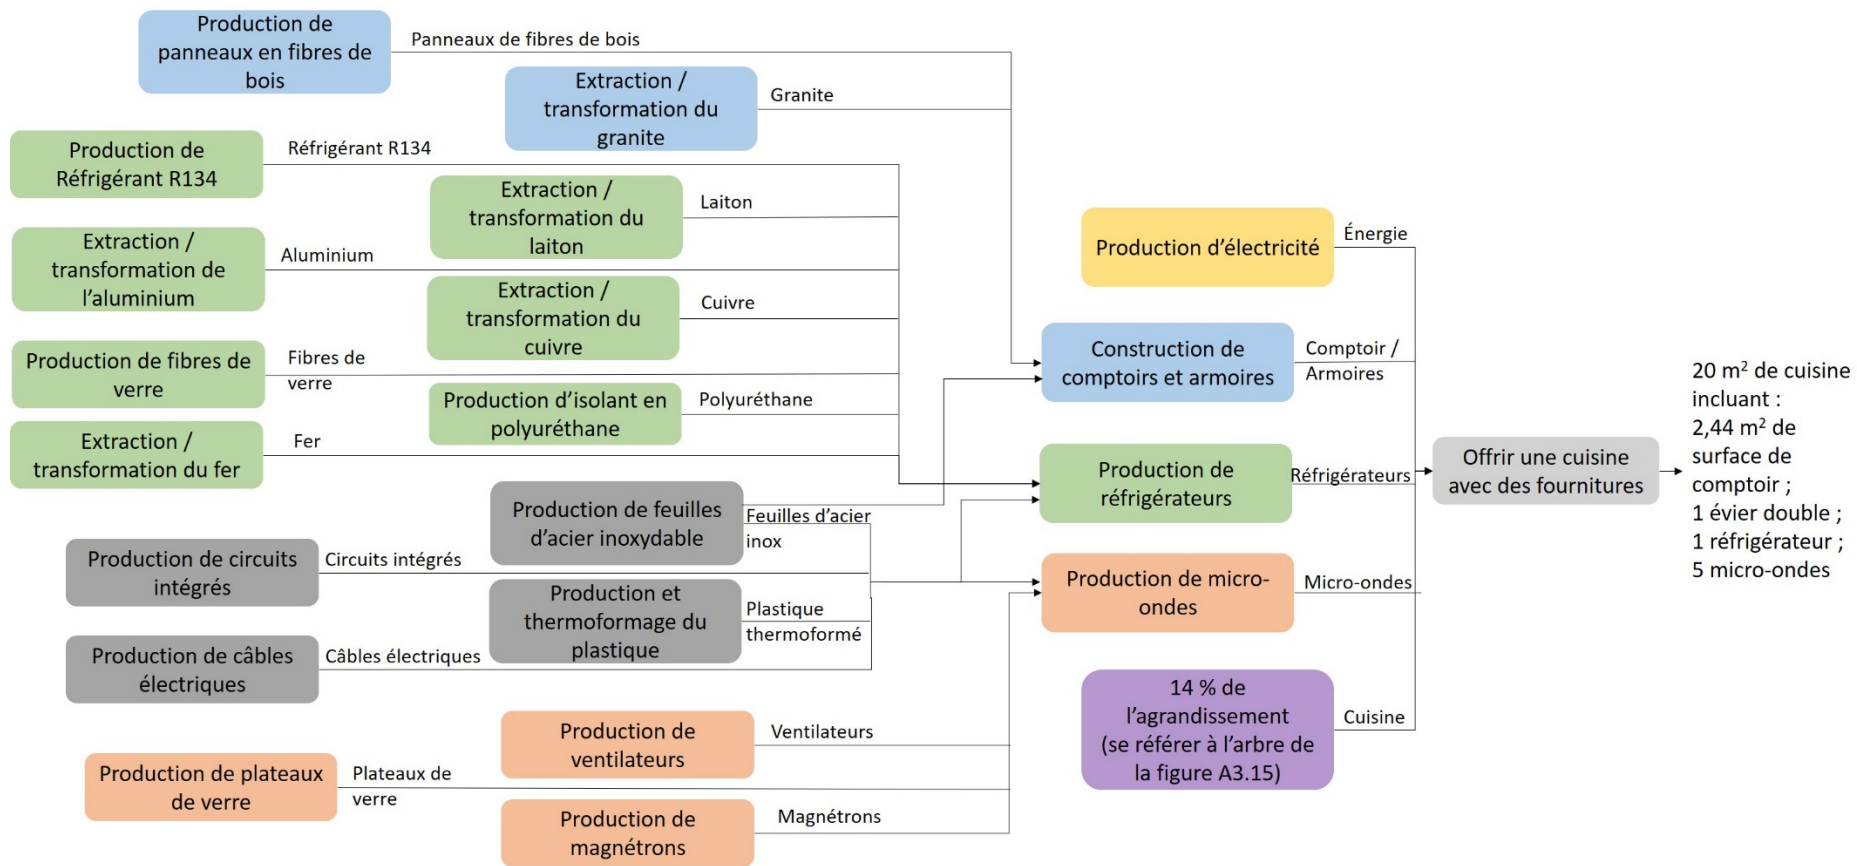 Production de
panneaux en fibres de
bois
Panneaux de fibres de bois
Extraction /
transformation du
granite
Granite
Production de
Réfrigérant R134
Réfrigérant R134
Extraction /
transformation du
laiton
Laiton
Extraction /
transformation de
l’aluminium
Aluminium
Extraction /
transformation du
cuivre
Cuivre
Production de fibres de
verre
Fibres de
verre
Production d’isolant en
polyuréthane
Polyuréthane
Extraction /
transformation du fer
Fer
Production de feuilles
d’acier inoxydable
Feuilles d’acier
inox
Production de circuits
intégrés
Circuits intégrés
Production et
thermoformage du
plastique
Plastique
thermoformé
Production de câbles
électriques
Câbles électriques
Production de
ventilateurs
Ventilateurs
Production de plateaux
de verre
Plateaux de
verre
Production de
magnétrons
Magnétrons
Production d’électricité
Énergie
Construction de
comptoirs et armoires
Comptoir /
Armoires
Production de
réfrigérateurs
Réfrigérateurs
Production de micro-
ondes
Micro-ondes
14 % de
l’agrandissement
(se référer à l’arbre de
la figure A3.15)
Cuisine
Offrir une cuisine
avec des fournitures
20 m² de cuisine
incluant :
2,44 m² de
surface de
comptoir ;
1 évier double ;
1 réfrigérateur ;
5 micro-ondes